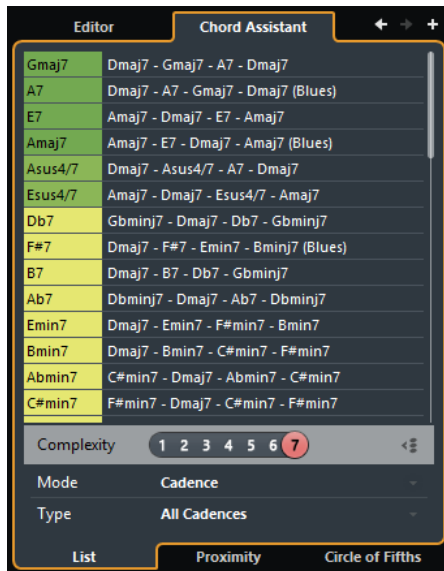 Editor Chord Assistant
Gmaj7 Dmaj7 - Gmaj7 - A7 - Dmaj7
A7 Dmaj7 - A7 - Gmaj7 - Dmaj7 (Blues)
E7 Amaj7 - Dmaj7 - E7 - Amaj7
Amaj7 Amaj7 - E7 - Dmaj7 - Amaj7 (Blues)
Asus4/7 Dmaj7 - Asus4/7 - A7 - Dmaj7
Esus4/7 Amaj7 - Dmaj7 - Esus4/7 - Amaj7
Db7 Gbminj7 - Dmaj7 - Db7 - Gbminj7
F#7 Dmaj7 - F#7 - Emin7 - Bminj7 (Blues)
B7 Dmaj7 - B7 - Db7 - Gbminj7
Ab7 Dbminj7 - Dmaj7 - Ab7 - Dbminj7
Emin7 Dmaj7 - Emin7 - F#min7 - Bmin7
Bmin7 Dmaj7 - Bmin7 - C#min7 - F#min7
Abmin7 C#min7 - Dmaj7 - Abmin7 - C#min7
C#min7 F#min7 - Dmaj7 - C#min7 - F#min7
Complexity 1 2 3 4 5 6 7
Mode Cadence
Type All Cadences
List Proximity Circle of Fifths